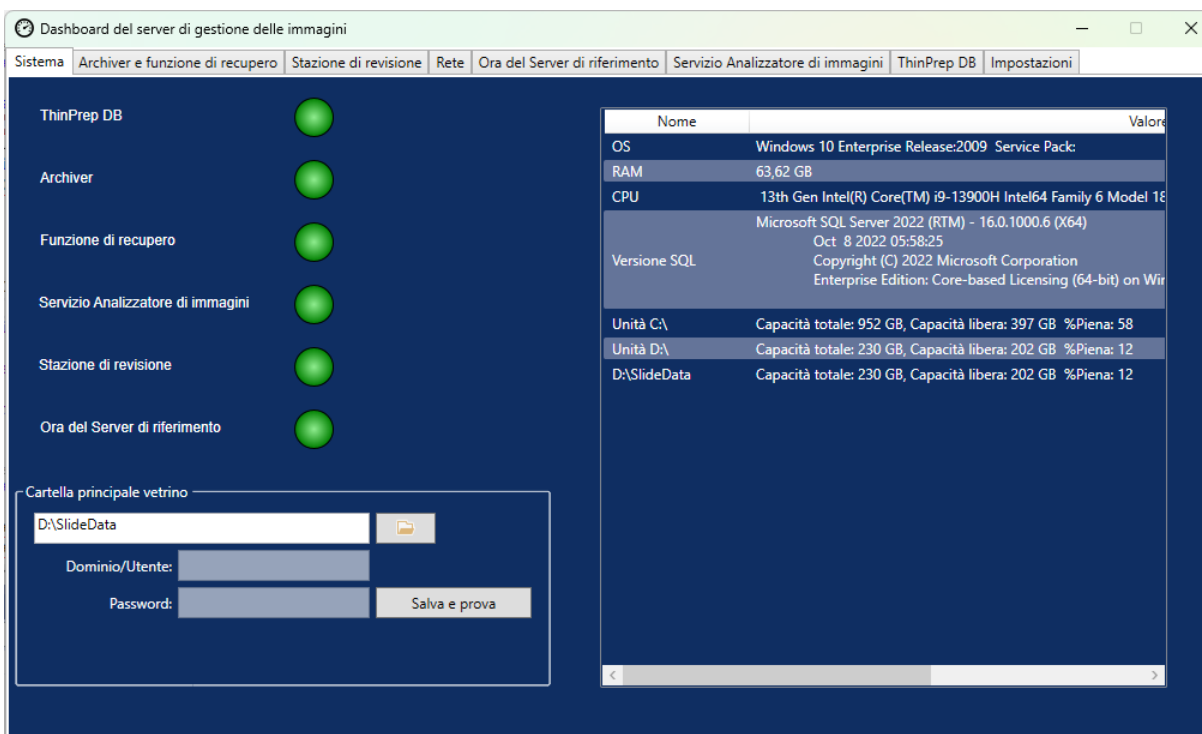 Dashboard del server di gestione delle immagini
Sistema Archiver e funzione di recupero Stazione di revisione Rete Ora del Server di riferimento Servizio Analizzatore di immagini ThinPrep DB Impostazioni
ThinPrep DB
Archiver
Funzione di recupero
Servizio Analizzatore di immagini
Stazione di revisione
Ora del Server di riferimento
Cartella principale vetrino
D:\SlideData
Dominio/Utente:
Password:
Salva e prova
Nome Valore
OS Windows 10 Enterprise Release:2009 Service Pack:
RAM 63,62 GB
CPU 13th Gen Intel(R) Core(TM) i9-13900H Intel64 Family 6 Model 18
Microsoft SQL Server 2022 (RTM) - 16.0.1000.6 (X64)
Oct 8 2022 05:58:25
Versione SQL Copyright (C) 2022 Microsoft Corporation
Enterprise Edition: Core-based Licensing (64-bit) on Win
Unità C:\ Capacità totale: 952 GB, Capacità libera: 397 GB %Piena: 58
Unità D:\ Capacità totale: 230 GB, Capacità libera: 202 GB %Piena: 12
D:\SlideData Capacità totale: 230 GB, Capacità libera: 202 GB %Piena: 12